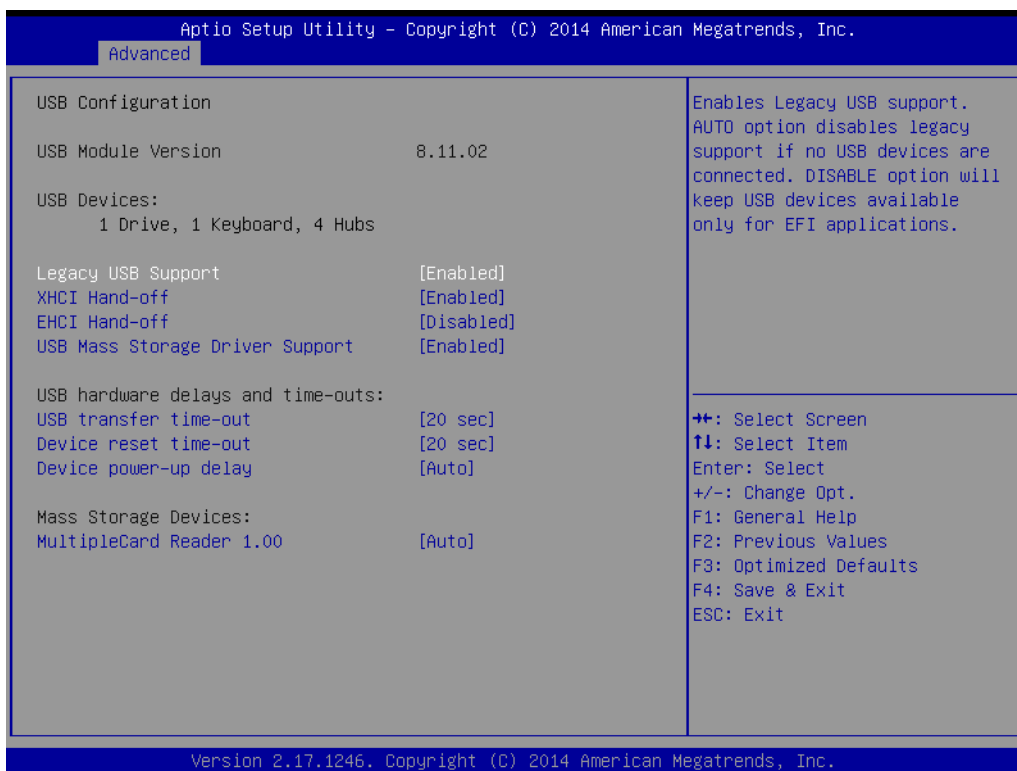 Aptio Setup Utility – Copyright (C) 2014 American Megatrends, Inc.
Advanced
USB Configuration
USB Module Version 8.11.02
USB Devices:
1 Drive, 1 Keyboard, 4 Hubs
Legacy USB Support [Enabled]
XHCI Hand-off [Enabled]
EHCI Hand-off [Disabled]
USB Mass Storage Driver Support [Enabled]
USB hardware delays and time-outs:
USB transfer time-out [20 sec]
Device reset time-out [20 sec]
Device power-up delay [Auto]
Mass Storage Devices:
MultipleCard Reader 1.00 [Auto]
Enables Legacy USB support.
AUTO option disables legacy
support if no USB devices are
connected. DISABLE option will
keep USB devices available
only for EFI applications.
→←: Select Screen
↑↓: Select Item
Enter: Select
+/-: Change Opt.
F1: General Help
F2: Previous Values
F3: Optimized Defaults
F4: Save & Exit
ESC: Exit
Version 2.17.1246. Copyright (C) 2014 American Megatrends, Inc.